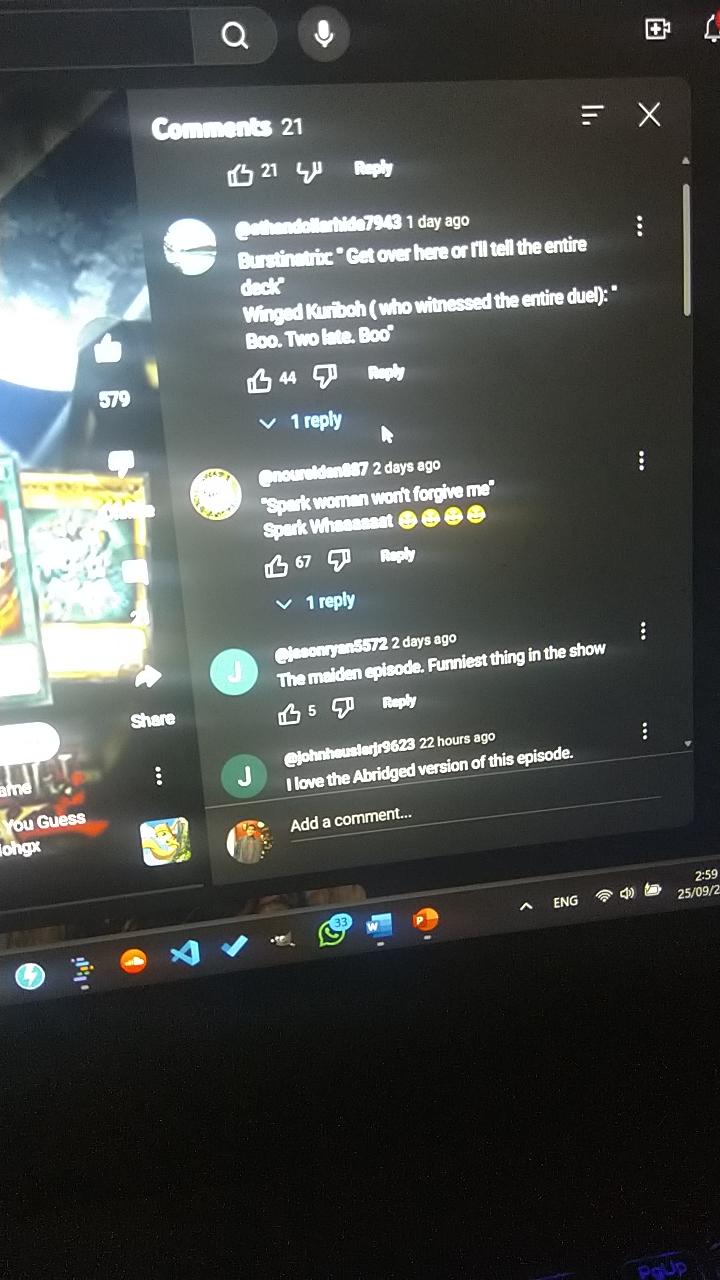 Comments 21
21 Reply
@ethandollarhide7943 1 day ago
Burstinatrix: " Get over here or I'll tell the entire
deck"
Winged Kuriboh ( who witnessed the entire duel): "
Boo. Two late. Boo"
44 Reply
1 reply
2 days ago
"Spark woman won't forgive me"
Spark Whaaaaaat 😂😂😂😂
67 Reply
1 reply
@jasonryan5572 2 days ago
The maiden episode. Funniest thing in the show
5 Reply
J
@johnheuslerjr9623 22 hours ago
J
I love the Abridged version of this episode.
Add a comment...
579
Share
ame
You Guess
iohgx
ENG
2:59
25/09/2
33
W
P
PgUp